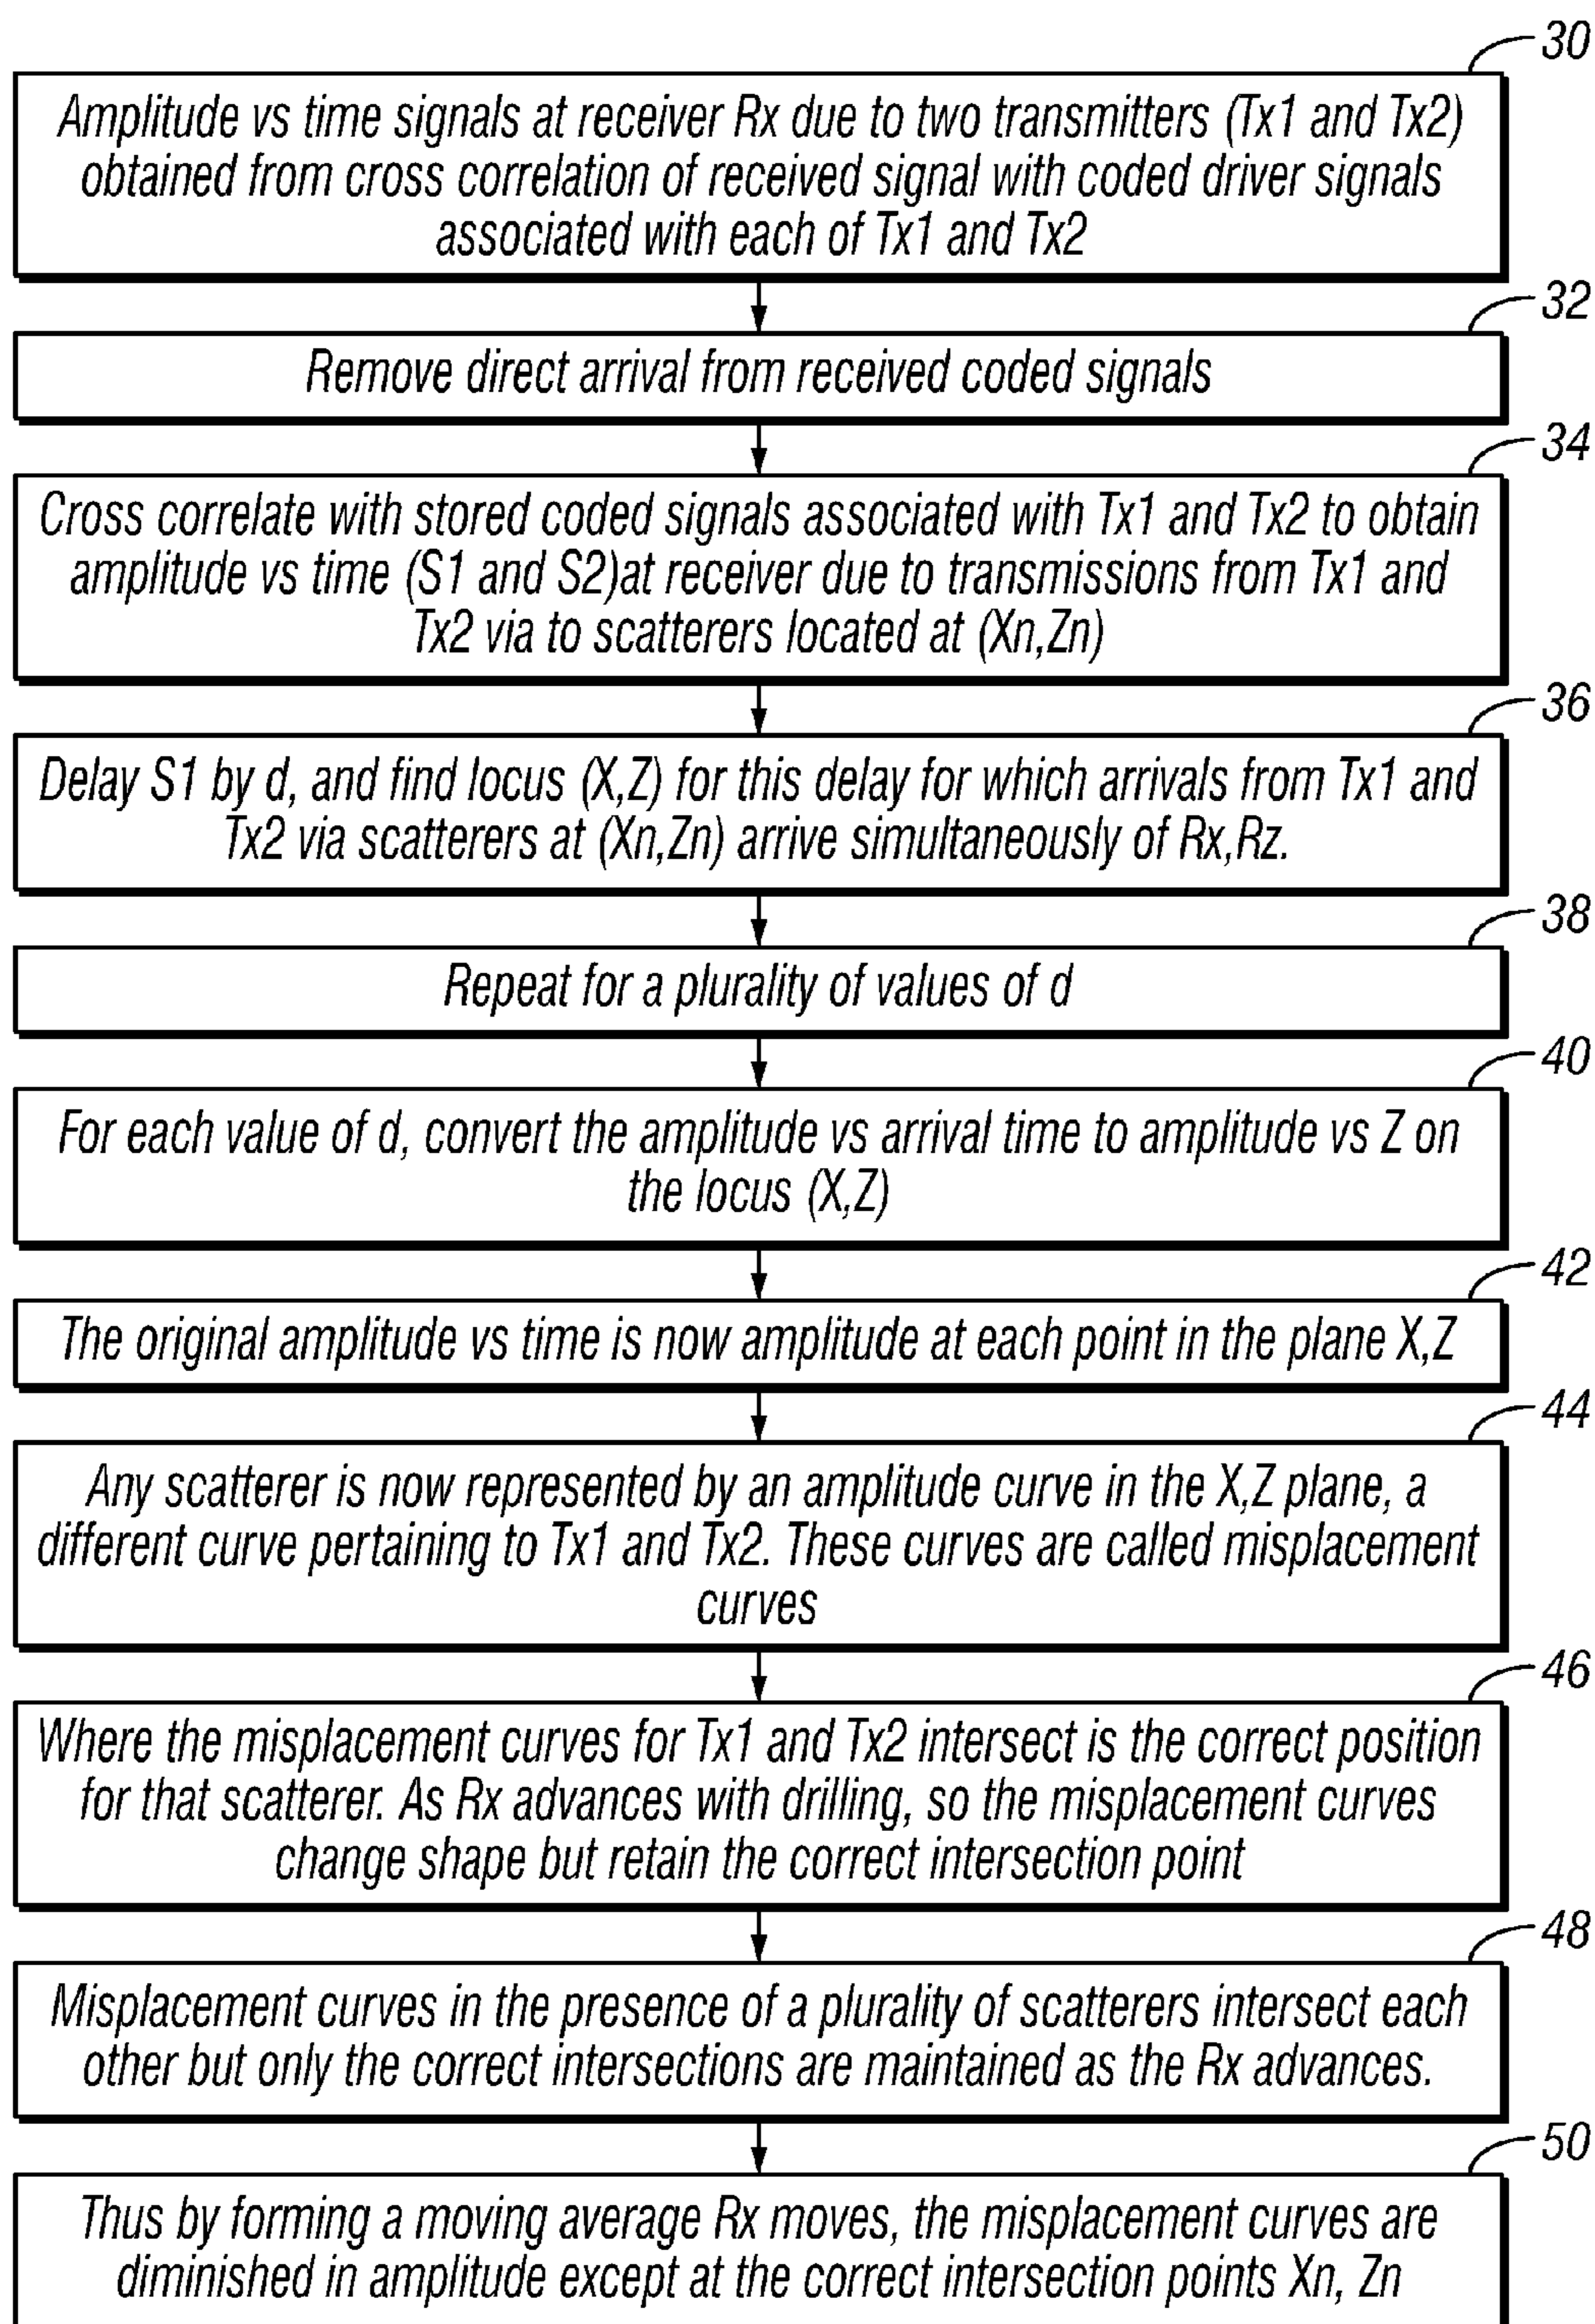 30
Amplitude vs time signals at receiver Rx due to two transmitters (Tx1 and Tx2)
obtained from cross correlation of received signal with coded driver signals
associated with each of Tx1 and Tx2
32
Remove direct arrival from received coded signals
34
Cross correlate with stored coded signals associated with Tx1 and Tx2 to obtain
amplitude vs time (S1 and S2)at receiver due to transmissions from Tx1 and
Tx2 via to scatterers located at (Xn,Zn)
36
Delay S1 by d, and find locus (X,Z) for this delay for which arrivals from Tx1 and
Tx2 via scatterers at (Xn,Zn) arrive simultaneously of Rx,Rz.
38
Repeat for a plurality of values of d
40
For each value of d, convert the amplitude vs arrival time to amplitude vs Z on
the locus (X,Z)
42
The original amplitude vs time is now amplitude at each point in the plane X,Z
44
Any scatterer is now represented by an amplitude curve in the X,Z plane, a
different curve pertaining to Tx1 and Tx2. These curves are called misplacement
curves
46
Where the misplacement curves for Tx1 and Tx2 intersect is the correct position
for that scatterer. As Rx advances with drilling, so the misplacement curves
change shape but retain the correct intersection point
48
Misplacement curves in the presence of a plurality of scatterers intersect each
other but only the correct intersections are maintained as the Rx advances.
50
Thus by forming a moving average Rx moves, the misplacement curves are
diminished in amplitude except at the correct intersection points Xn, Zn